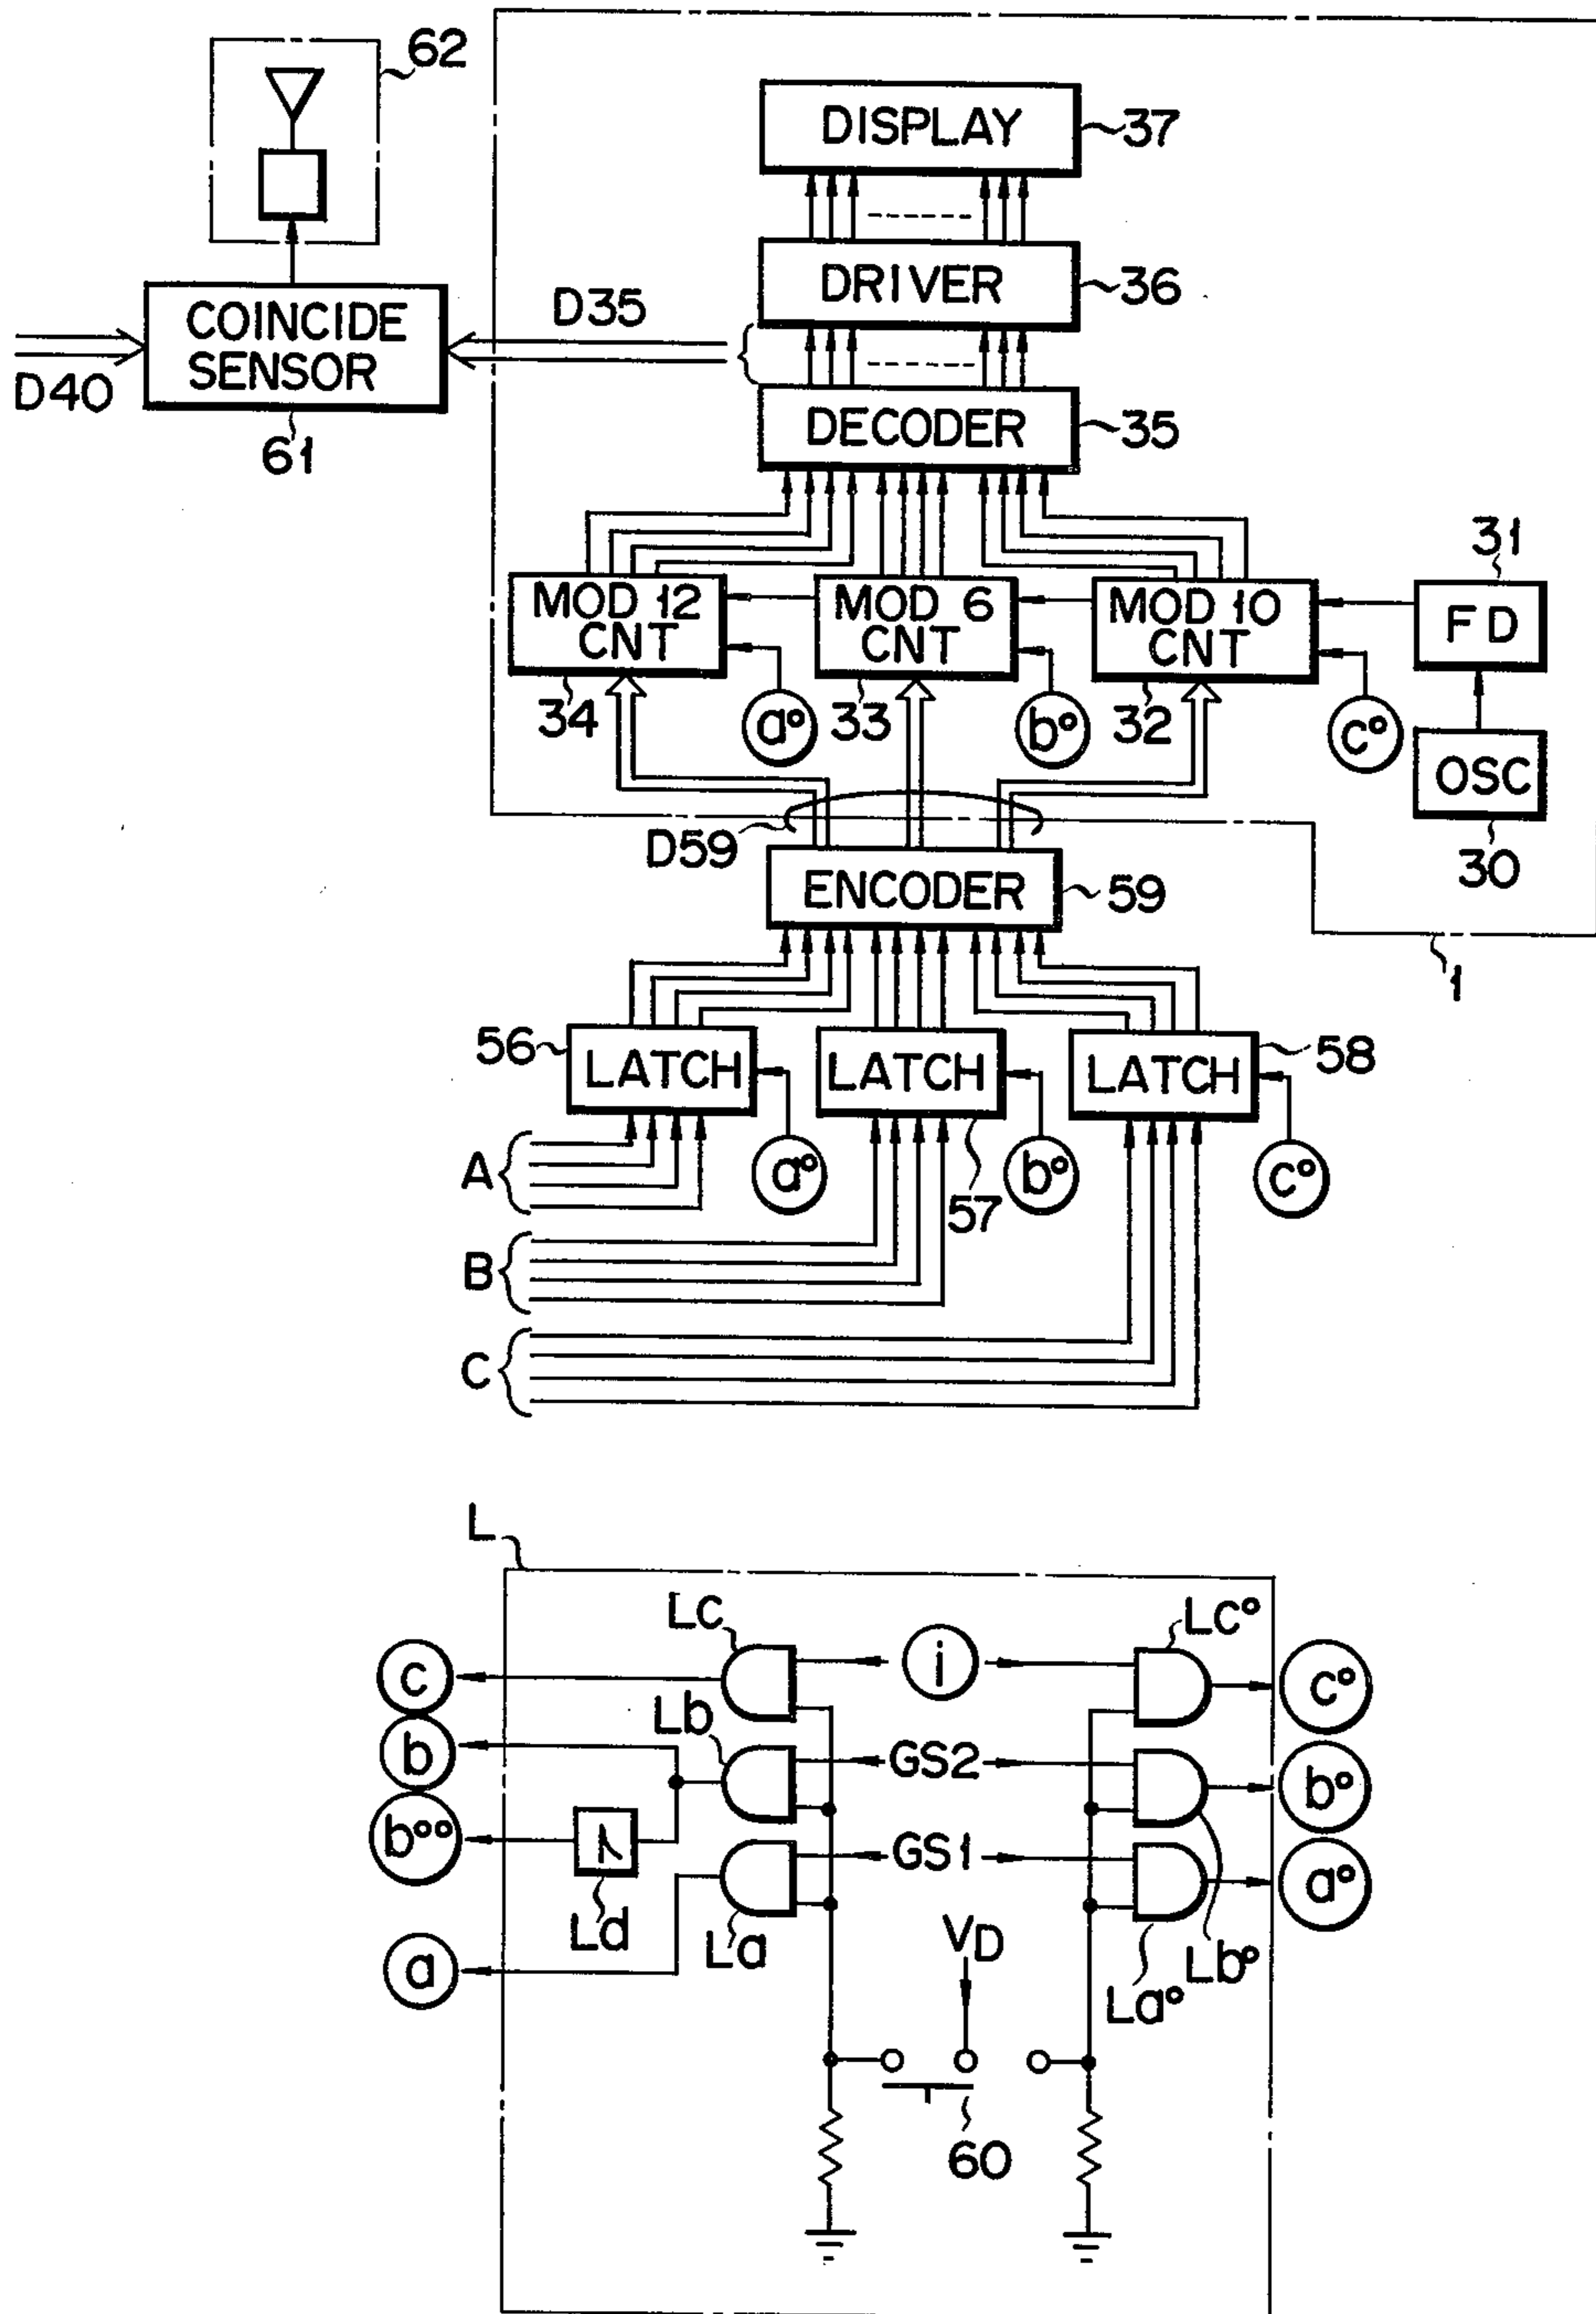 62
DISPLAY
37
DRIVER
36
D35
COINCIDE
SENSOR
D40
61
DECODER
35
31
MOD 12
CNT
MOD 6
CNT
MOD 10
CNT
FD
34
33
32
a°
b°
c°
OSC
30
D59
ENCODER
59
1
56
LATCH
LATCH
LATCH
58
A
a°
57
b°
c°
B
C
L
LC
i
LC°
c
c°
Lb
b
GS2
b°
b°°
GS1
a°
Ld
La
VD
Lb°
a
La°
60